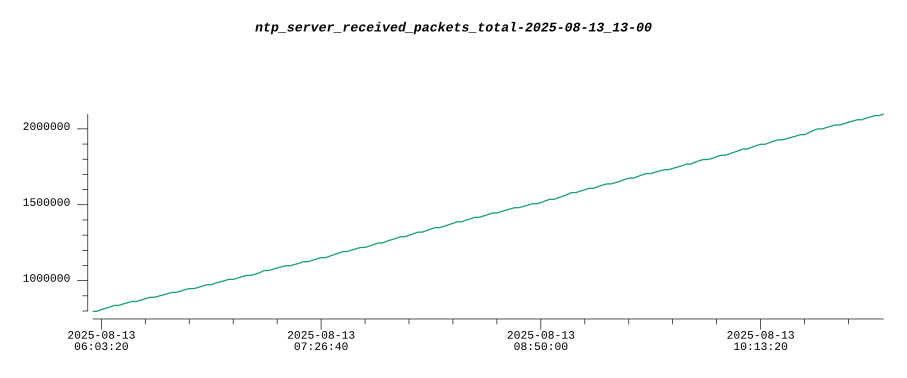 ntp_server_received_packets_total-2025-08-13_13-00
2000000
1500000
1000000
2025-08-13 2025-08-13 2025-08-13 2025-08-13
06:03:20 07:26:40 08:50:00 10:13:20